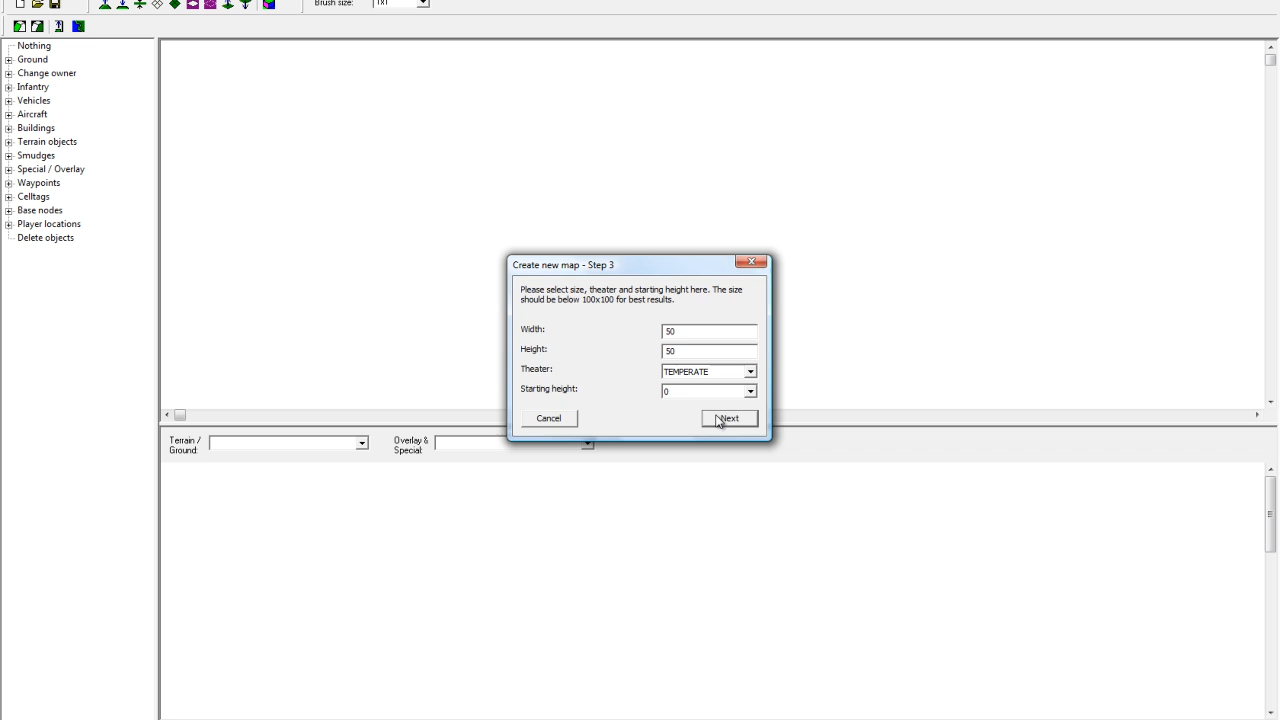 Brush size: 1x1
Nothing
Ground
Change owner
Infantry
Vehicles
Aircraft
Buildings
Terrain objects
Smudges
Special / Overlay
Waypoints
Celltags
Base nodes
Player locations
Delete objects
Create new map - Step 3
Please select size, theater and starting height here. The size
should be below 100x100 for best results.
Width: 50
Height: 50
Theater: TEMPERATE
Starting height: 0
Cancel Next
Terrain /
Ground:
Overlay &
Special: